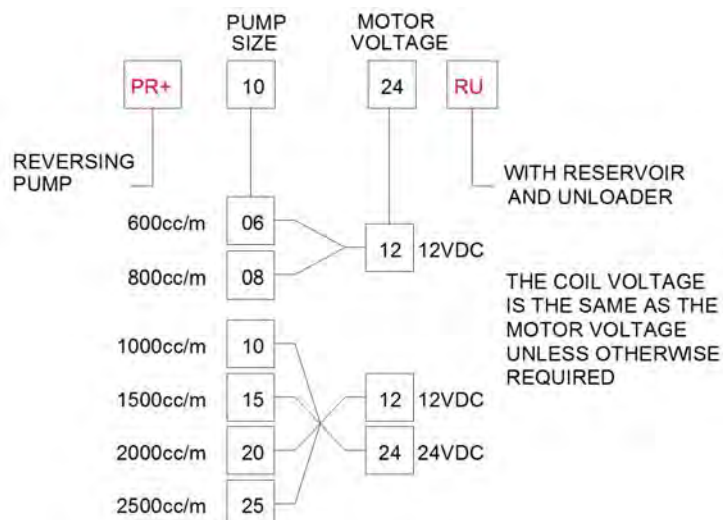 PUMP
SIZE
MOTOR
VOLTAGE
PR+
10
24
RU
REVERSING
PUMP
WITH RESERVOIR
AND UNLOADER
600cc/m
06
12
12VDC
800cc/m
08
THE COIL VOLTAGE
IS THE SAME AS THE
MOTOR VOLTAGE
UNLESS OTHERWISE
REQUIRED
1000cc/m
10
1500cc/m
15
12
12VDC
2000cc/m
20
24
24VDC
2500cc/m
25